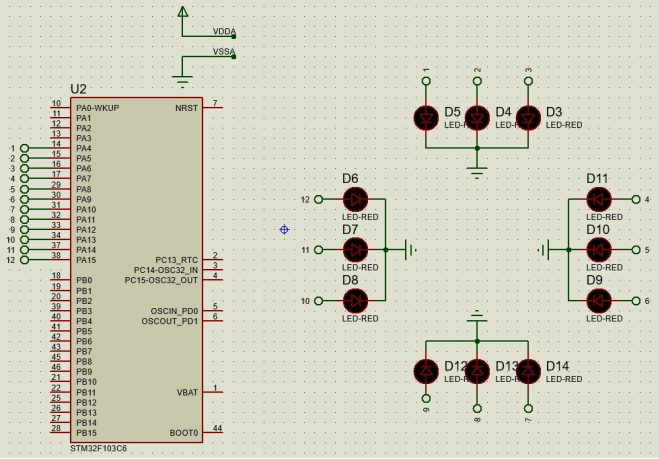 VDDA
VSSA
U2
10 PA0-WKUP NRST 7
11 PA1
12 PA2
13 PA3
1 14 PA4
2 15 PA5
3 16 PA6
4 17 PA7
5 29 PA8
6 30 PA9
7 31 PA10
8 32 PA11
9 33 PA12
10 34 PA13
11 37 PA14
12 38 PA15 PC13_RTC 2
PC14-OSC32_IN 3
18 PB0 PC15-OSC32_OUT 4
19 PB1
20 PB2
39 PB3 OSCIN_PD0 5
40 PB4 OSCOUT_PD1 6
41 PB5
42 PB6
43 PB7
45 PB8
46 PB9
21 PB10
22 PB11 VBAT 1
25 PB12
26 PB13
27 PB14
28 PB15 BOOT0 44
STM32F103C6
1 2 3
D5 D4 D3
LED-R LED-R LED-RED
D6
12
LED-RED
D7
11
LED-RED
D8
10
LED-RED
D11
4
LED-RED
D10
5
LED-RED
D9
6
LED-RED
D12 D13 D14
LED-R LED-R LED-RED
9 8 7